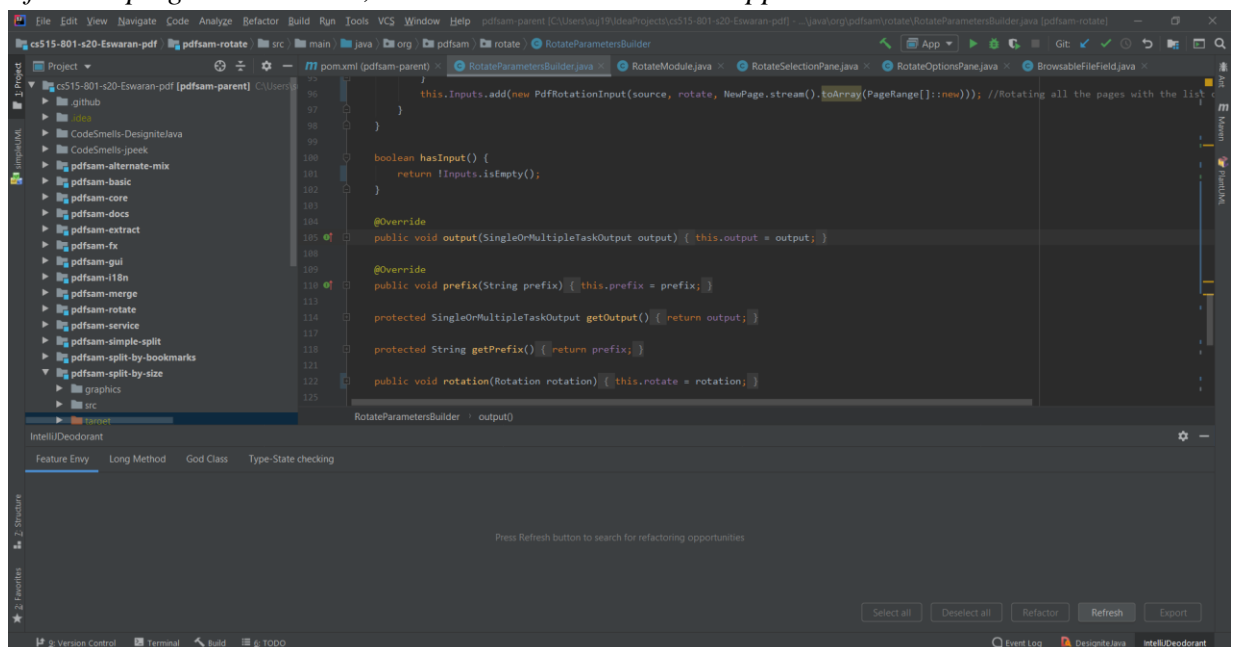 File Edit View Navigate Code Analyze Refactor Build Run Tools VCS Window Help pdfsam-parent [C:\Users\suj19\IdeaProjects\cs515-801-s20-Eswaran-pdf] - ...\java\org\pdfsam\rotate\RotateParametersBuilder.java [pdfsam-rotate]
cs515-801-s20-Eswaran-pdf pdfsam-rotate src main java org pdfsam rotate RotateParametersBuilder App Git:
Project pom.xml (pdfsam-parent) RotateParametersBuilder.java RotateModule.java RotateSelectionPane.java RotateOptionsPane.java BrowsableFileField.java
cs515-801-s20-Eswaran-pdf [pdfsam-parent] C:\Users\
.github
.idea
CodeSmells-DesigniteJava
CodeSmells-jpeek
pdfsam-alternate-mix
pdfsam-basic
pdfsam-core
pdfsam-docs
pdfsam-extract
pdfsam-fx
pdfsam-gui
pdfsam-i18n
pdfsam-merge
pdfsam-rotate
pdfsam-service
pdfsam-simple-split
pdfsam-split-by-bookmarks
pdfsam-split-by-size
graphics
src
target
95 }
96 this.Inputs.add(new PdfRotationInput(source, rotate, NewPage.stream().toArray(PageRange[]::new))); //Rotating all the pages with the list
97 }
98 }
99
100 boolean hasInput() {
101 return !Inputs.isEmpty();
102 }
103
104 @Override
105 public void output(SingleOrMultipleTaskOutput output) { this.output = output; }
108
109 @Override
110 public void prefix(String prefix) { this.prefix = prefix; }
113
114 protected SingleOrMultipleTaskOutput getOutput() { return output; }
117
118 protected String getPrefix() { return prefix; }
121
122 public void rotation(Rotation rotation) { this.rotate = rotation; }
125
RotateParametersBuilder output()
1: Project
simpleUML
Z: Structure
2: Favorites
Ant
Maven
PlantUML
IntelliJDeodorant
Feature Envy Long Method God Class Type-State checking
Press Refresh button to search for refactoring opportunities
Select all Deselect all Refactor Refresh Export
9: Version Control Terminal Build 6: TODO Event Log DesigniteJava IntelliJDeodorant